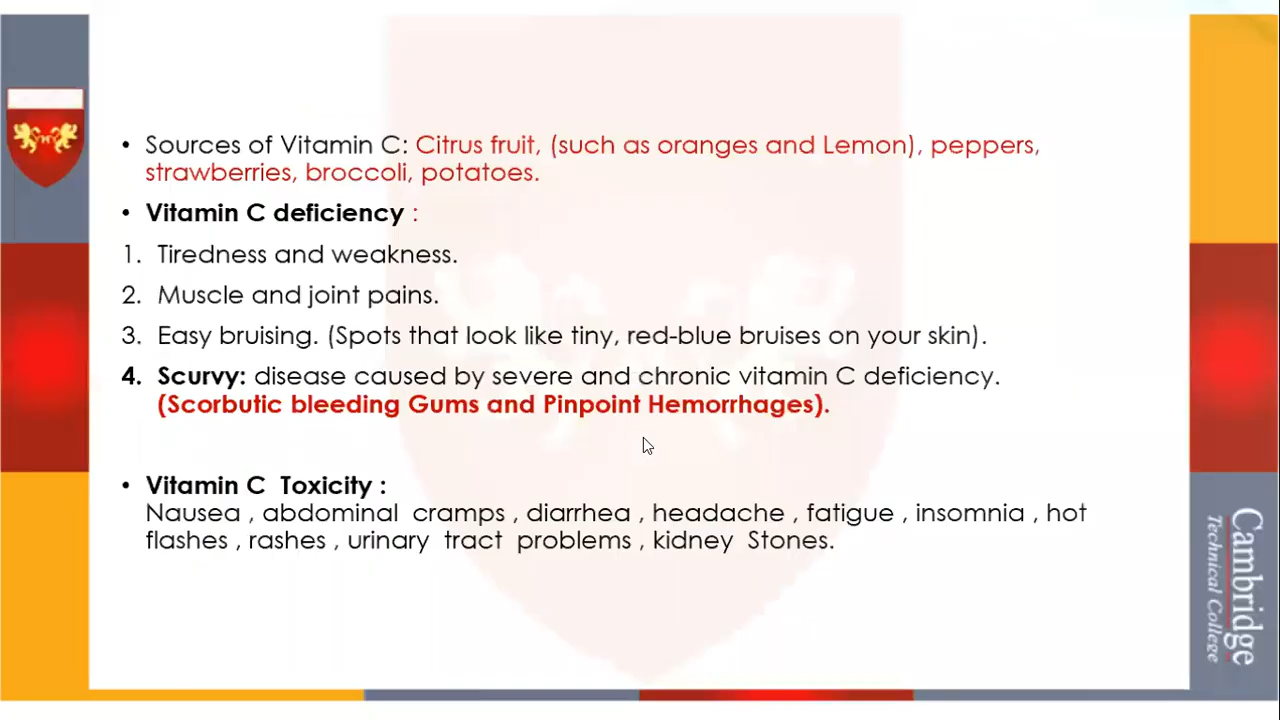 • Sources of Vitamin C: Citrus fruit, (such as oranges and Lemon), peppers,
strawberries, broccoli, potatoes.
• Vitamin C deficiency :
1. Tiredness and weakness.
2. Muscle and joint pains.
3. Easy bruising. (Spots that look like tiny, red-blue bruises on your skin).
4. Scurvy: disease caused by severe and chronic vitamin C deficiency.
(Scorbutic bleeding Gums and Pinpoint Hemorrhages).
• Vitamin C Toxicity :
Nausea , abdominal cramps , diarrhea , headache , fatigue , insomnia , hot
flashes , rashes , urinary tract problems , kidney Stones.
Cambridge
Technical College